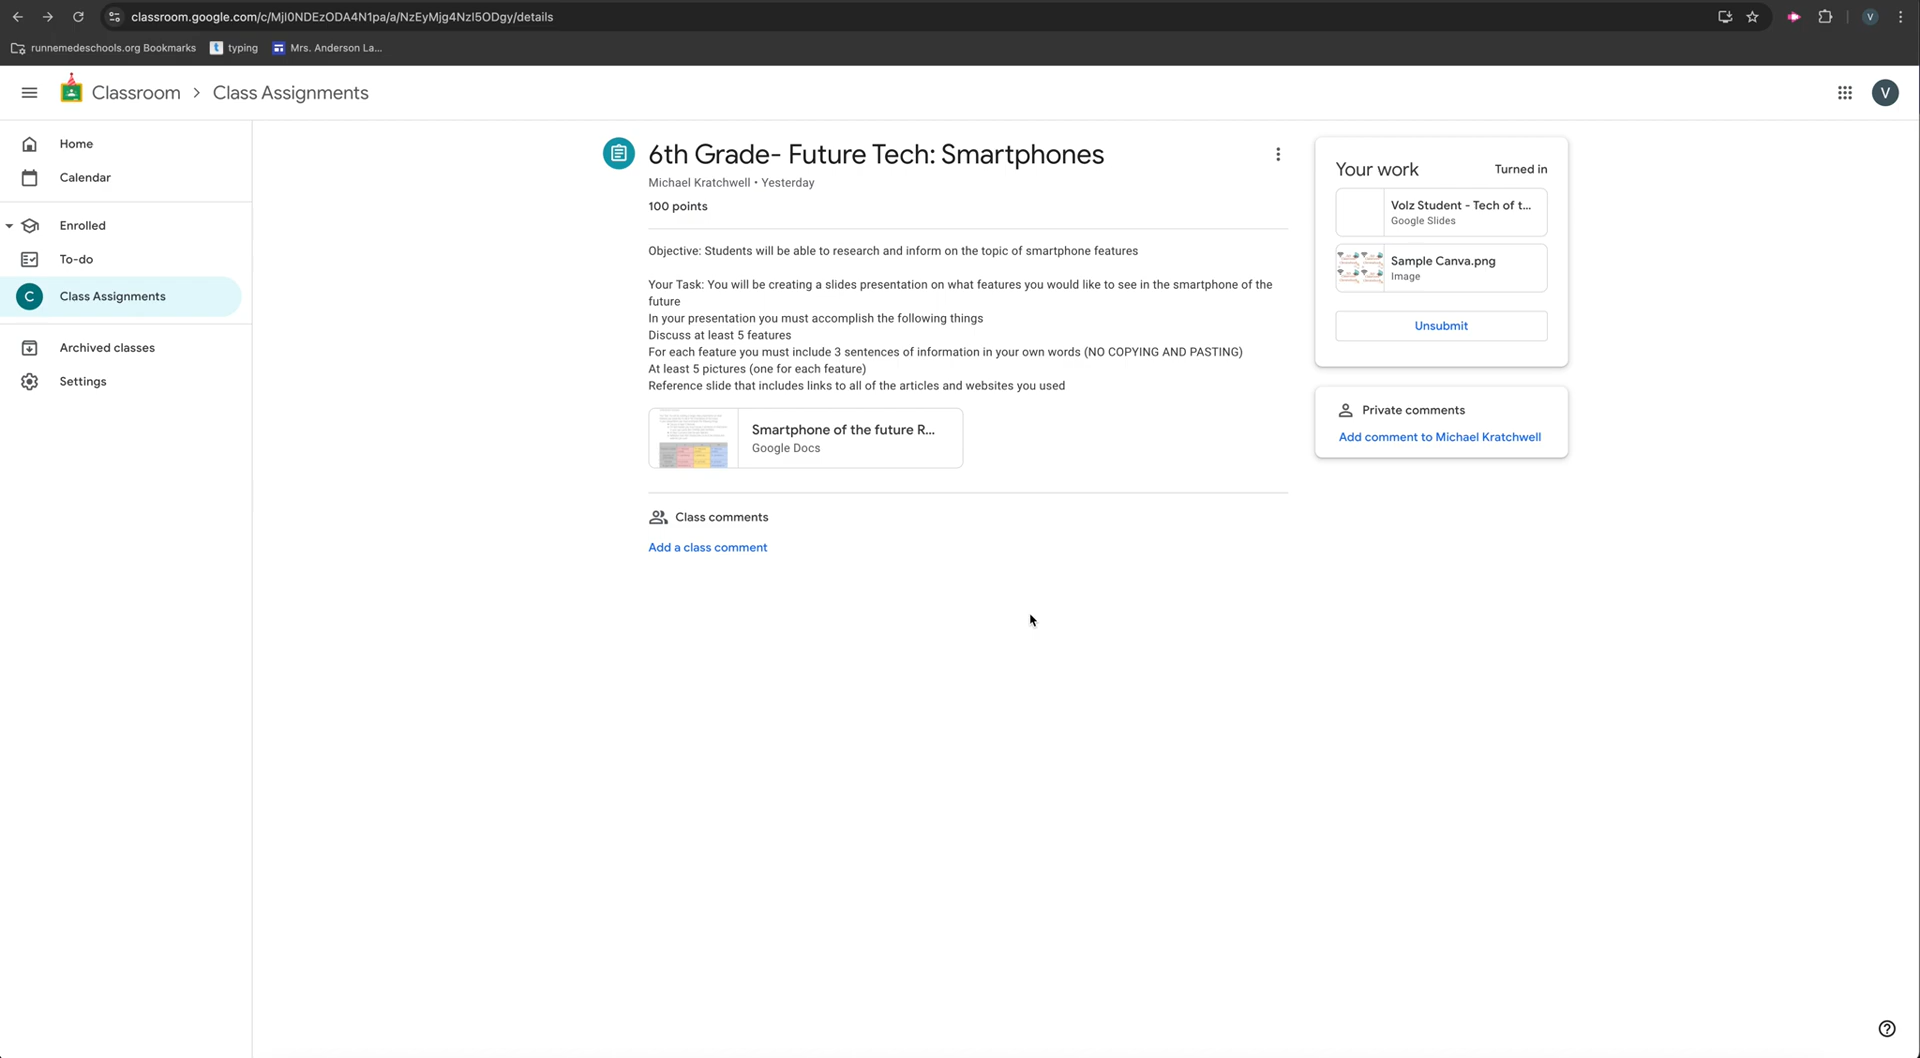 classroom.google.com/c/MjI0NDEzODA4N1pa/a/NzEyMjg4NzI5ODgy/details
V
runnemedeschools.org Bookmarks
t typing
Mrs. Anderson La...
Classroom > Class Assignments
V
Home
Calendar
Enrolled
To-do
C Class Assignments
Archived classes
Settings
6th Grade- Future Tech: Smartphones
Michael Kratchwell • Yesterday
100 points
Objective: Students will be able to research and inform on the topic of smartphone features
Your Task: You will be creating a slides presentation on what features you would like to see in the smartphone of the
future
In your presentation you must accomplish the following things
Discuss at least 5 features
For each feature you must include 3 sentences of information in your own words (NO COPYING AND PASTING)
At least 5 pictures (one for each feature)
Reference slide that includes links to all of the articles and websites you used
Smartphone of the future R...
Google Docs
Class comments
Add a class comment
Your work
Turned in
Volz Student - Tech of t...
Google Slides
Sample Canva.png
Image
Unsubmit
Private comments
Add comment to Michael Kratchwell